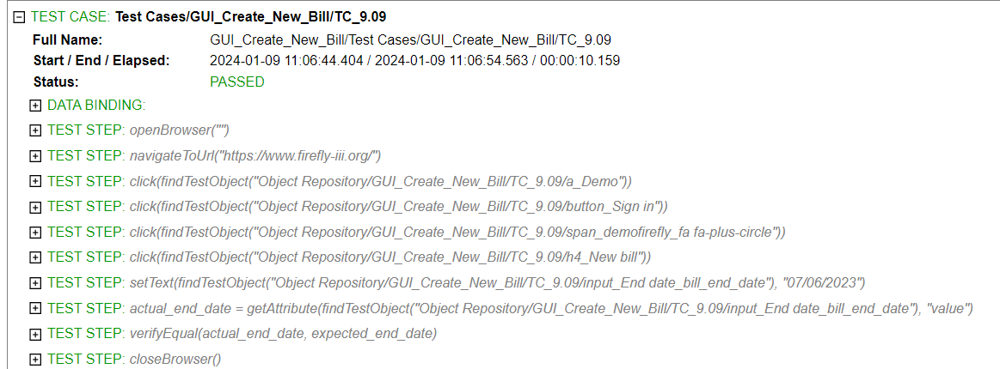 TEST CASE: Test Cases/GUI_Create_New_Bill/TC_9.09
Full Name: GUI_Create_New_Bill/Test Cases/GUI_Create_New_Bill/TC_9.09
Start / End / Elapsed: 2024-01-09 11:06:44.404 / 2024-01-09 11:06:54.563 / 00:00:10.159
Status: PASSED
DATA BINDING:
TEST STEP: openBrowser("")
TEST STEP: navigateToUrl("https://www.firefly-iii.org/")
TEST STEP: click(findTestObject("Object Repository/GUI_Create_New_Bill/TC_9.09/a_Demo"))
TEST STEP: click(findTestObject("Object Repository/GUI_Create_New_Bill/TC_9.09/button_Sign in"))
TEST STEP: click(findTestObject("Object Repository/GUI_Create_New_Bill/TC_9.09/span_demofirefly_fa fa-plus-circle"))
TEST STEP: click(findTestObject("Object Repository/GUI_Create_New_Bill/TC_9.09/h4_New bill"))
TEST STEP: setText(findTestObject("Object Repository/GUI_Create_New_Bill/TC_9.09/input_End date_bill_end_date"), "07/06/2023")
TEST STEP: actual_end_date = getAttribute(findTestObject("Object Repository/GUI_Create_New_Bill/TC_9.09/input_End date_bill_end_date"), "value")
TEST STEP: verifyEqual(actual_end_date, expected_end_date)
TEST STEP: closeBrowser()